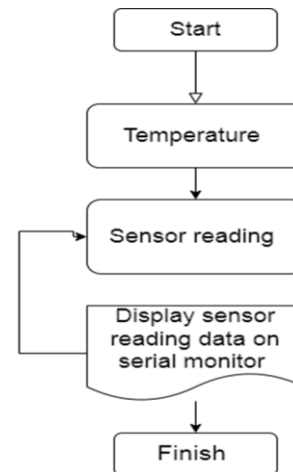 Start
Temperature
Sensor reading
Display sensor
reading data on
serial monitor
Finish